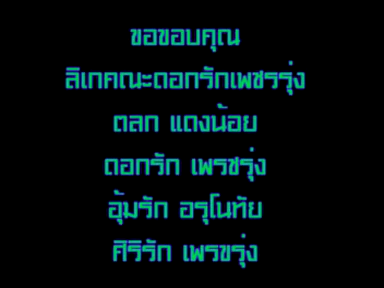 ขอขอบคุณ
ลิเกคณะดอกรักเพชรรุ่ง
ตลก แดงน้อย
ดอกรัก เพรชรุ่ง
อุ้มรัก อรุโนทัย
ศิริรัก เพรชรุ่ง